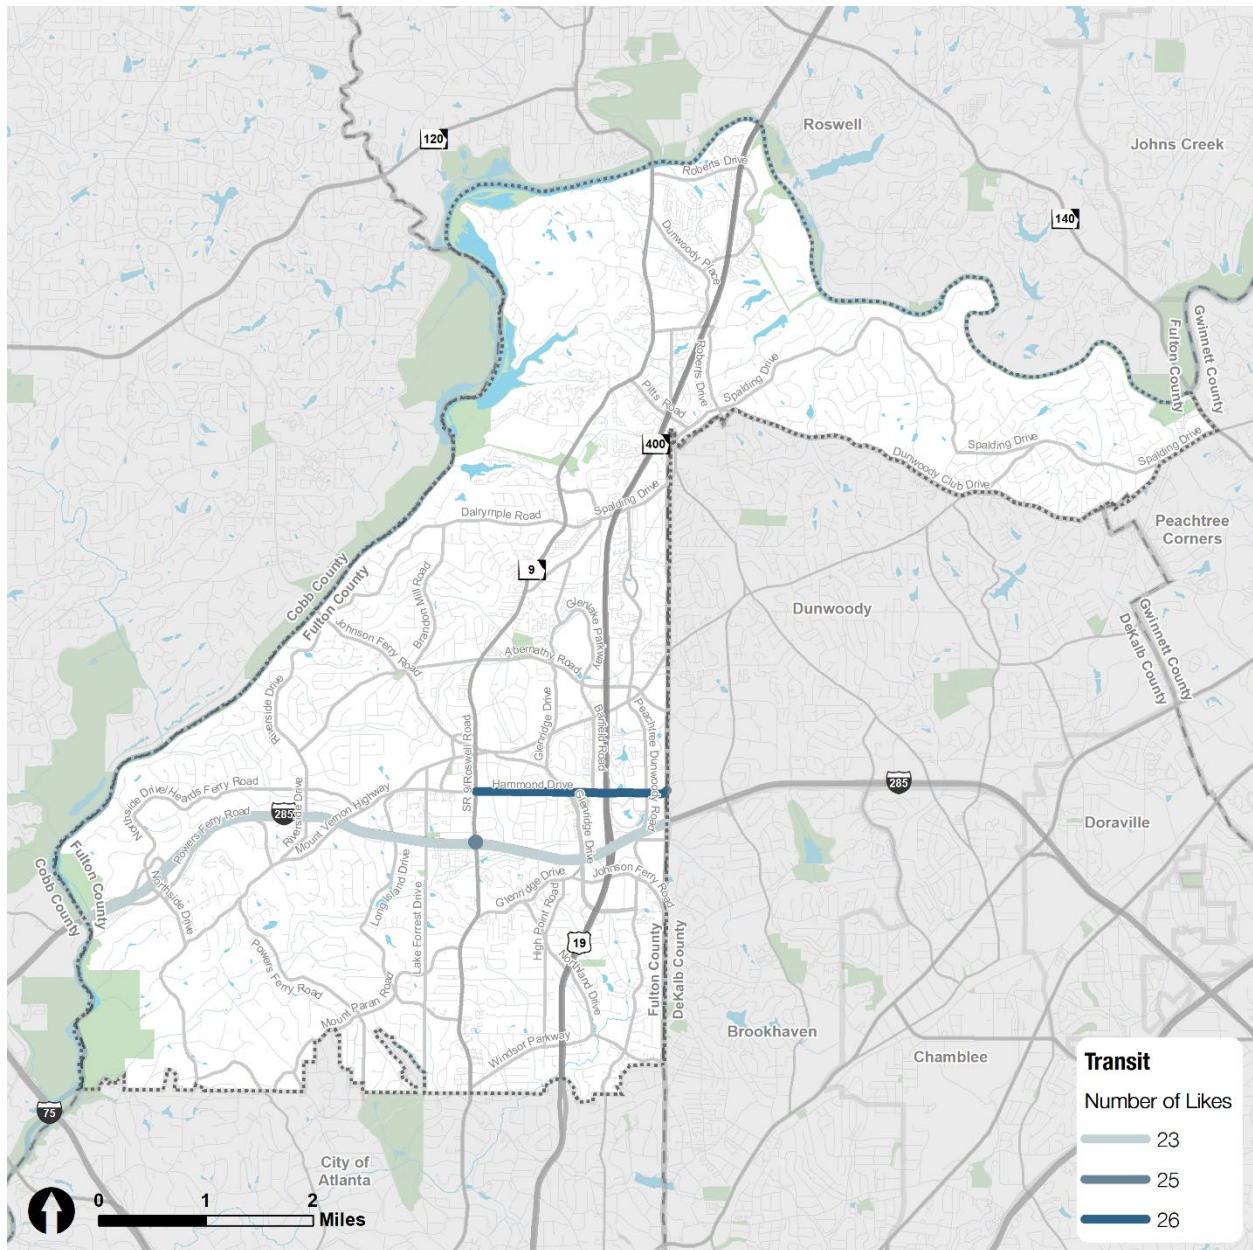 Roswell
120
Johns Creek
Roberts Drive
140
Dunwoody Place
Fulton County
Gwinnett County
Roberts Drive
Spalding Drive
Pitts Road
400
Spalding Drive
Spalding Drive
Dunwoody Club Drive
Spalding Drive
Dalrymple Road
Peachtree
Corners
9
Cobb County
Fulton County
Brandon Mill Road
Glenlake Parkway
Dunwoody
Gwinnett County
DeKalb County
Johnson Ferry Road
Abernathy Road
Riverside Drive
Glenridge Drive
Barfield Road
Peachtree Dunwoody Road
SR 9/Roswell Road
Northside Drive/Heards Ferry Road
Hammond Drive
285
285
Powers Ferry Road
Riverside Drive
Mount Vernon Highway
Glenridge Drive
Doraville
Fulton County
Cobb County
Northside Drive
Long Island Drive
Lake Forrest Drive
Glenridge Drive
High Point Road
Johnson Ferry Road
19
Powers Ferry Road
Northland Drive
Fulton County
DeKalb County
Mount Paran Road
Windsor Parkway
Brookhaven
Chamblee
75
City of
Atlanta
0 1 2
Miles
Transit
Number of Likes
23
25
26